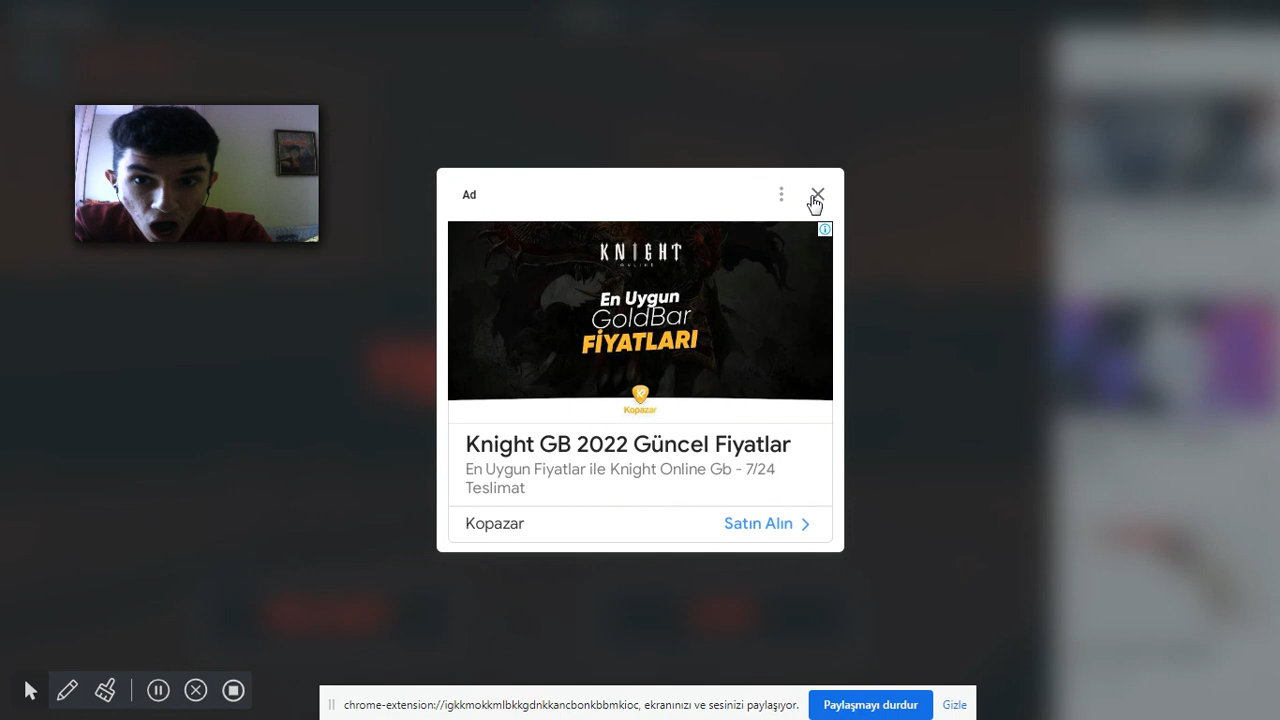 Ad
KNIGHT
ONLINE
En Uygun
GoldBar
FİYATLARI
Kopazar
Knight GB 2022 Güncel Fiyatlar
En Uygun Fiyatlar ile Knight Online Gb - 7/24
Teslimat
Kopazar
Satın Alın
chrome-extension://igkkmokkmlbkkgdnkkancbonkbbmkioc, ekranınızı ve sesinizi paylaşıyor.
Paylaşmayı durdur
Gizle